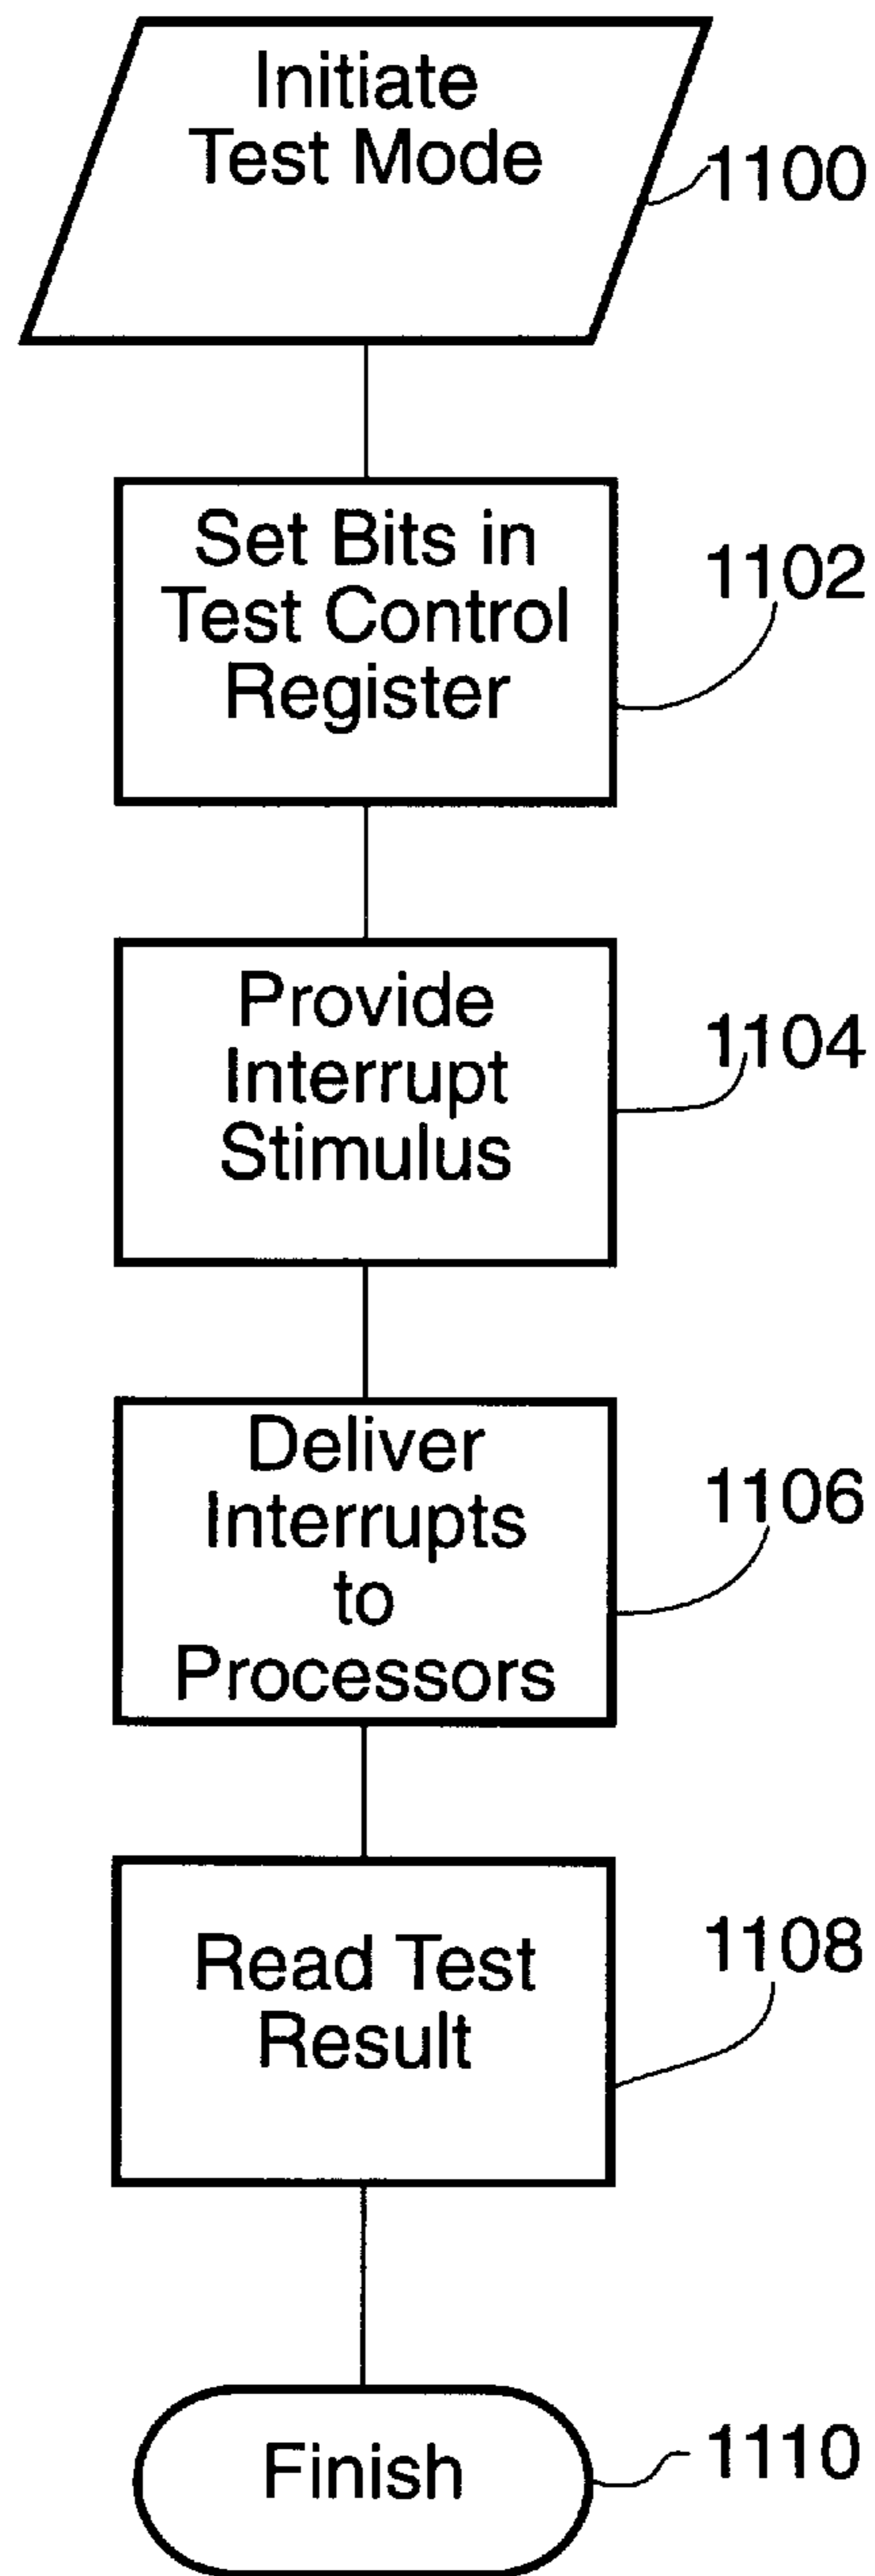 Initiate
Test Mode
1100
Set Bits in
Test Control
Register
1102
Provide
Interrupt
Stimulus
1104
Deliver
Interrupts
to
Processors
1106
Read Test
Result
1108
Finish
1110